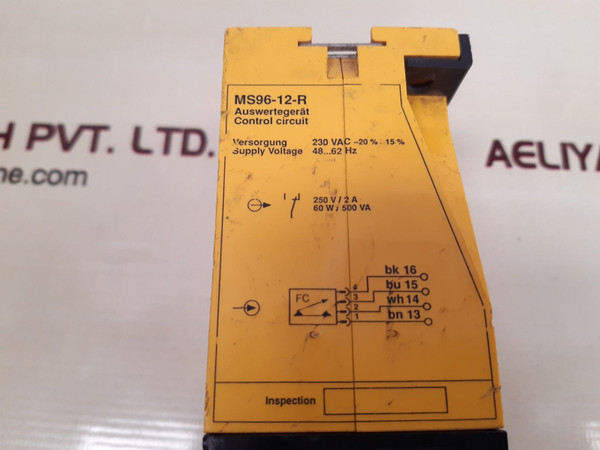 MS96-12-R
Auswertegerät
Control circuit
Versorgung 230 VAC -20 % ..15 %
Supply Voltage 48...62 Hz
250 V / 2 A
60 W / 500 VA
FC
4
3
2
1
bk 16
bu 15
wh 14
bn 13
Inspection
H PVT. LTD.
ne.com
AELIYA